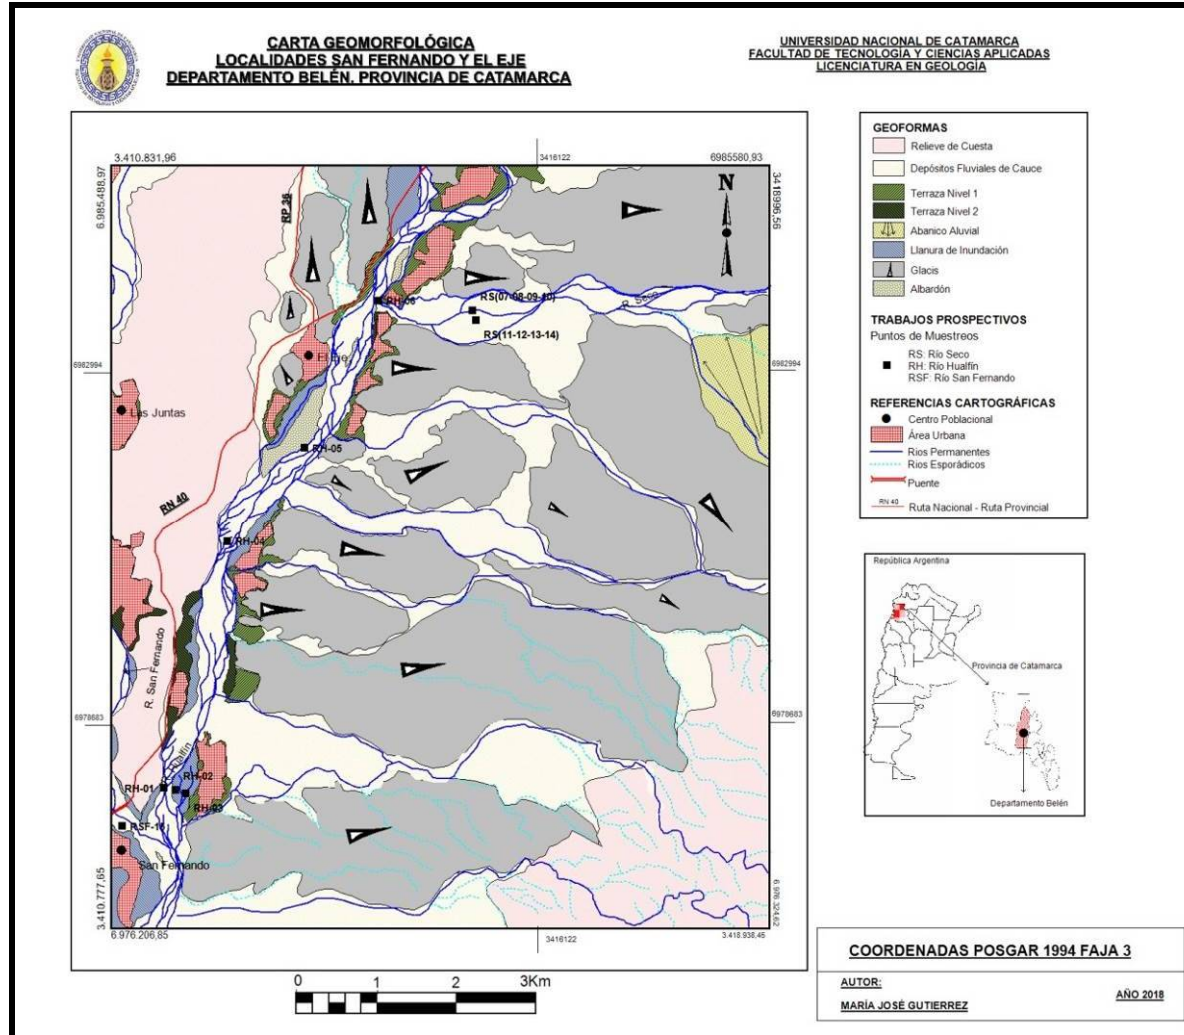 CARTA GEOMORFOLÓGICA
LOCALIDADES SAN FERNANDO Y EL EJE
DEPARTAMENTO BELÉN. PROVINCIA DE CATAMARCA
UNIVERSIDAD NACIONAL DE CATAMARCA
FACULTAD DE TECNOLOGÍA Y CIENCIAS APLICADAS
LICENCIATURA EN GEOLOGÍA
3.410.831,96
3416122
6985580,93
6.985.488,97
3418996,56
N
RP 36
RH-06
RS(07-08-09-10)
R. Seco
RS(11-12-13-14)
El Eje
6982994
6982994
Las Juntas
RH-05
RN 40
RH-04
R. San Fernando
6978683
6978683
Hualfín
RH-02
RH-01
RH-03
San Fernando
3.410.777,65
6.976.324,62
6.976.206,85
3416122
3.418.938,45
0 1 2 3Km
GEOFORMAS
Relieve de Cuesta
Depósitos Fluviales de Cauce
Terraza Nivel 1
Terraza Nivel 2
Abanico Aluvial
Llanura de Inundación
Glacis
Albardón
TRABAJOS PROSPECTIVOS
Puntos de Muestreos
RS: Río Seco
RH: Río Hualfín
RSF: Río San Fernando
REFERENCIAS CARTOGRÁFICAS
Centro Poblacional
Área Urbana
Rios Permanentes
Rios Esporádicos
Puente
RN 40
Ruta Nacional - Ruta Provincial
República Argentina
Provincia de Catamarca
Departamento Belén
COORDENADAS POSGAR 1994 FAJA 3
AUTOR:
MARÍA JOSÉ GUTIERREZ
AÑO 2018